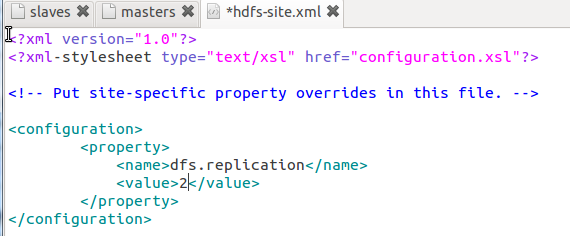 slaves masters *hdfs-site.xml
<?xml version="1.0"?>
<?xml-stylesheet type="text/xsl" href="configuration.xsl"?>
<!-- Put site-specific property overrides in this file. -->
<configuration>
<property>
<name>dfs.replication</name>
<value>2</value>
</property>
</configuration>